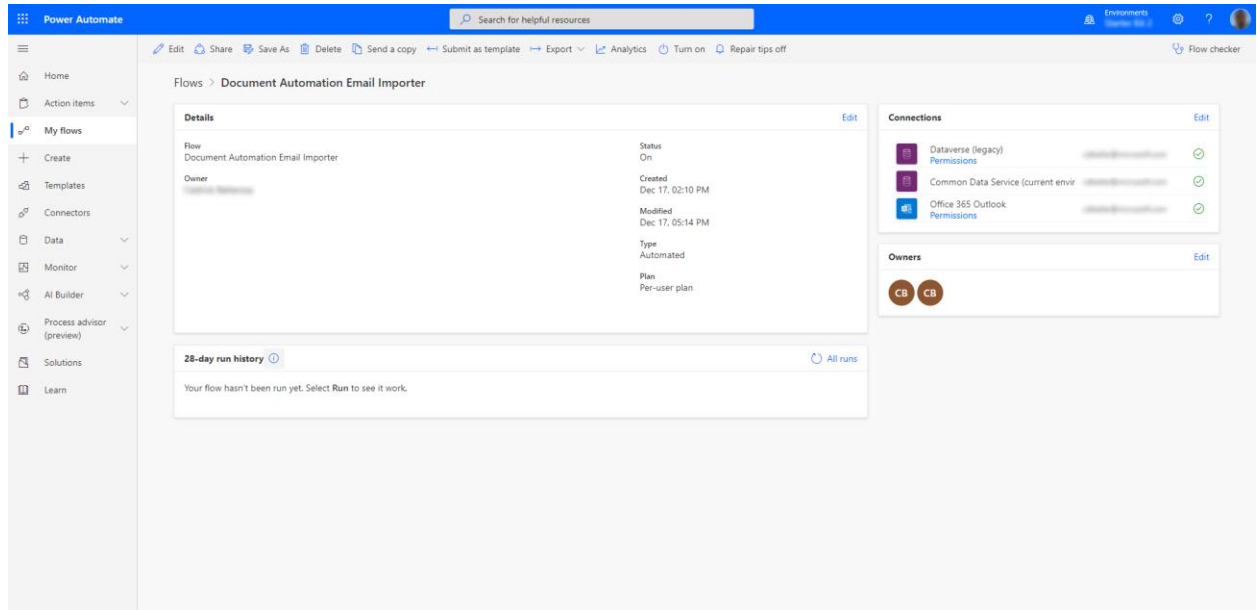 Power Automate
Search for helpful resources
Environments
Edit Share Save As Delete Send a copy Submit as template Export Analytics Turn on Repair tips off Flow checker
Home
Action items
My flows
Create
Templates
Connectors
Data
Monitor
AI Builder
Process advisor
(preview)
Solutions
Learn
Flows > Document Automation Email Importer
Details Edit
Flow
Document Automation Email Importer
Owner
Status
On
Created
Dec 17, 02:10 PM
Modified
Dec 17, 05:14 PM
Type
Automated
Plan
Per-user plan
28-day run history All runs
Your flow hasn't been run yet. Select Run to see it work.
Connections Edit
Dataverse (legacy)
Permissions
Common Data Service (current envir
Office 365 Outlook
Permissions
Owners Edit
CB CB